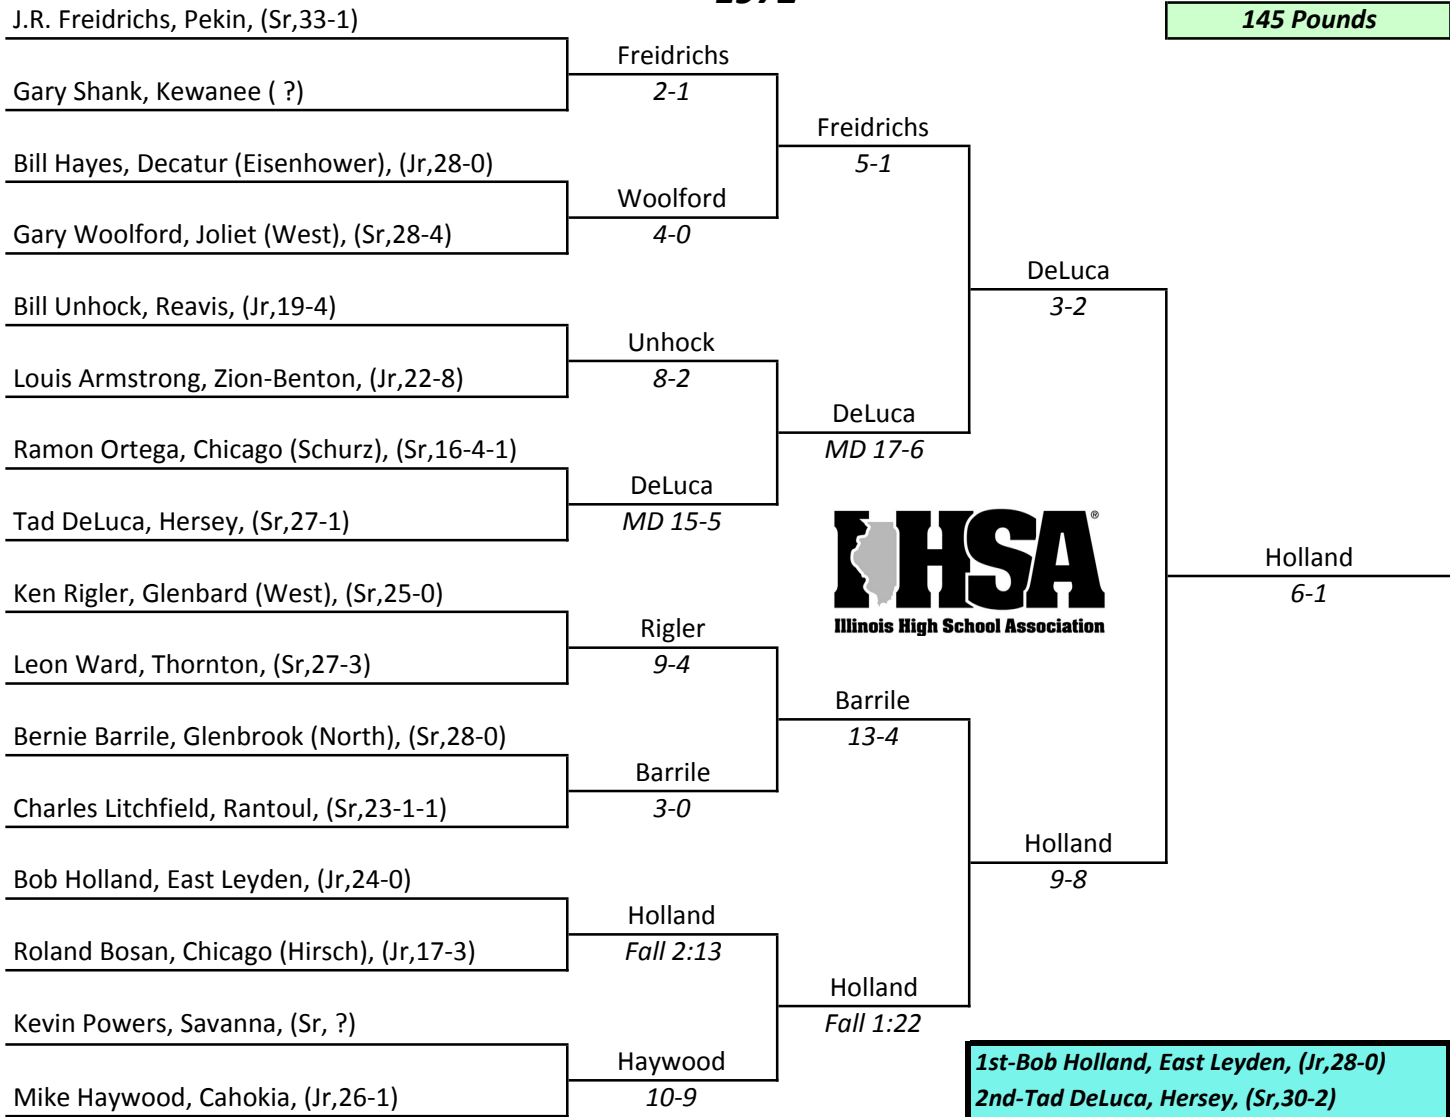 145 Pounds
J.R. Freidrichs, Pekin, (Sr,33-1)
Freidrichs
Gary Shank, Kewanee ( ?)
2-1
Freidrichs
Bill Hayes, Decatur (Eisenhower), (Jr,28-0)
5-1
Woolford
Gary Woolford, Joliet (West), (Sr,28-4)
4-0
DeLuca
Bill Unhock, Reavis, (Jr,19-4)
3-2
Unhock
Louis Armstrong, Zion-Benton, (Jr,22-8)
8-2
DeLuca
Ramon Ortega, Chicago (Schurz), (Sr,16-4-1)
MD 17-6
DeLuca
Tad DeLuca, Hersey, (Sr,27-1)
MD 15-5
IHSA®
Illinois High School Association
Holland
Ken Rigler, Glenbard (West), (Sr,25-0)
6-1
Rigler
Leon Ward, Thornton, (Sr,27-3)
9-4
Barrile
Bernie Barrile, Glenbrook (North), (Sr,28-0)
13-4
Barrile
Charles Litchfield, Rantoul, (Sr,23-1-1)
3-0
Holland
Bob Holland, East Leyden, (Jr,24-0)
9-8
Holland
Roland Bosan, Chicago (Hirsch), (Jr,17-3)
Fall 2:13
Holland
Kevin Powers, Savanna, (Sr, ?)
Fall 1:22
Haywood
Mike Haywood, Cahokia, (Jr,26-1)
10-9
1st-Bob Holland, East Leyden, (Jr,28-0)
2nd-Tad DeLuca, Hersey, (Sr,30-2)